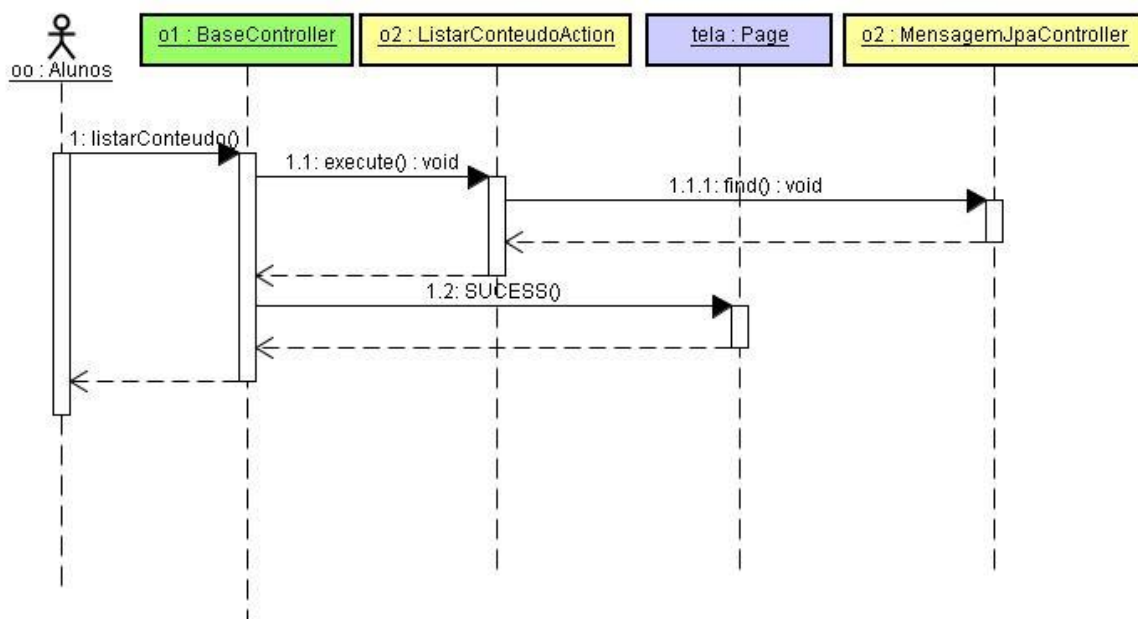 oo : Alunos
o1 : BaseController
o2 : ListarConteudoAction
tela : Page
o2 : MensagemJpaController
1: listarConteudo()
1.1: execute() : void
1.1.1: find() : void
1.2: SUCESS()